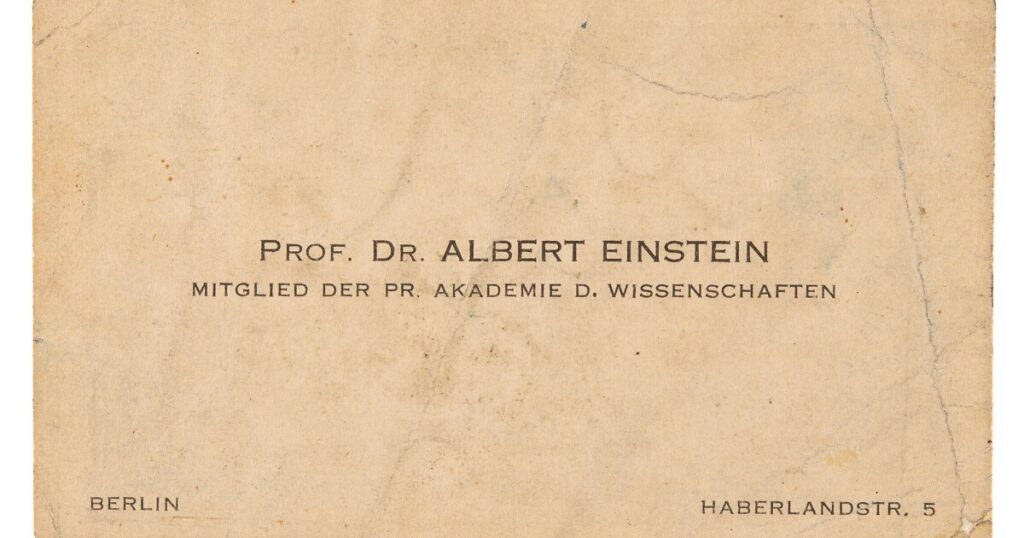 PROF. DR. ALBERT EINSTEIN
MITGLIED DER PR. AKADEMIE D. WISSENSCHAFTEN
BERLIN
HABERLANDSTR. 5